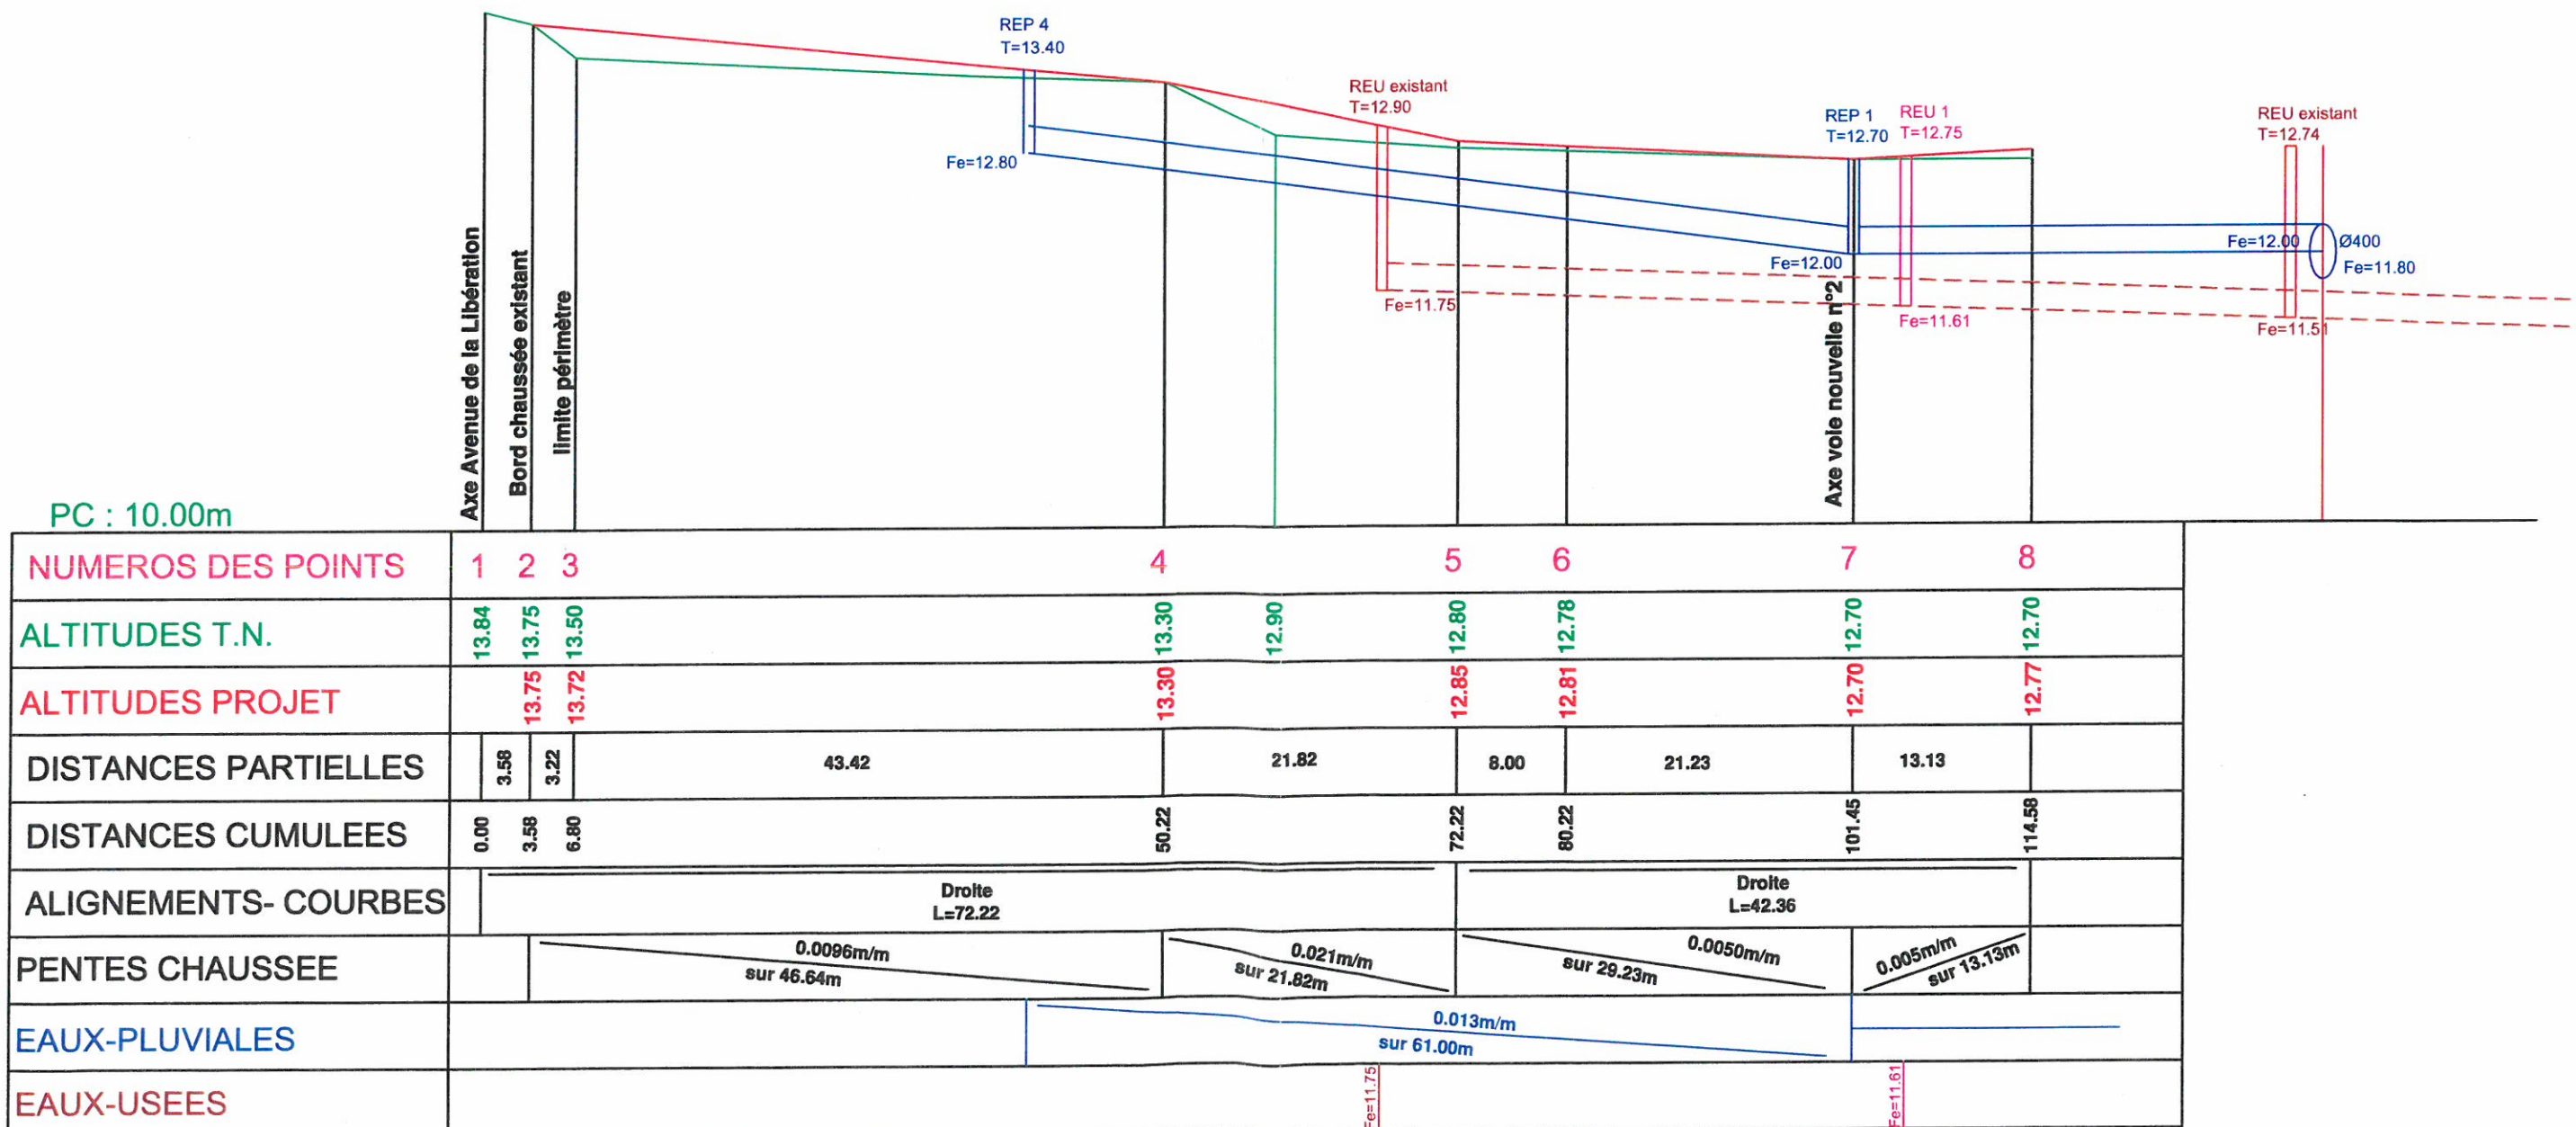 REP 4
T=13.40
Fe=12.80
REU existant
T=12.90
Fe=11.75
REP 1
T=12.70
Fe=12.00
REU 1
T=12.75
Fe=11.61
REU existant
T=12.74
Fe=12.00
Ø400
Fe=11.80
Fe=11.51
Axe Avenue de la Libération
Bord chaussée existant
limite périmètre
Axe voie nouvelle n°2
PC : 10.00m
NUMEROS DES POINTS 1 2 3 4 5 6 7 8
ALTITUDES T.N. 13.84 13.75 13.50 13.30 12.90 12.80 12.78 12.70 12.70
ALTITUDES PROJET 13.75 13.72 13.30 12.85 12.81 12.70 12.77
DISTANCES PARTIELLES 3.58 3.22 43.42 21.82 8.00 21.23 13.13
DISTANCES CUMULEES 0.00 3.58 6.80 50.22 72.22 80.22 101.45 114.58
ALIGNEMENTS- COURBES
Droite
L=72.22
Droite
L=42.36
PENTES CHAUSSEE
0.0096m/m
sur 46.64m
0.021m/m
sur 21.82m
0.0050m/m
sur 29.23m
0.005m/m
sur 13.13m
EAUX-PLUVIALES
0.013m/m
sur 61.00m
EAUX-USEES
Fe=11.75
Fe=11.61